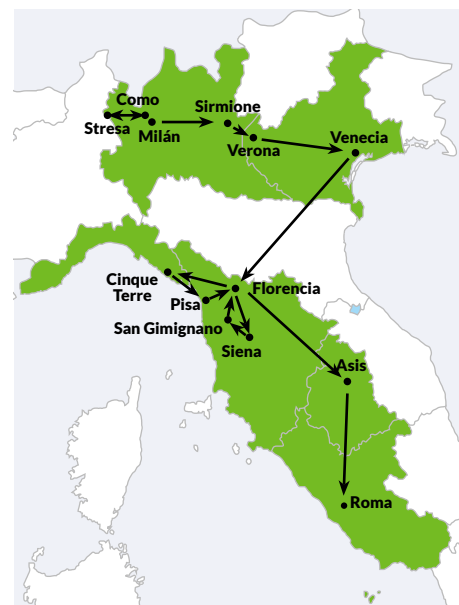 Como
Stresa
Milán
Sirmione
Verona
Venecia
Cinque
Terre
Pisa
Florencia
San Gimignano
Siena
Asis
Roma